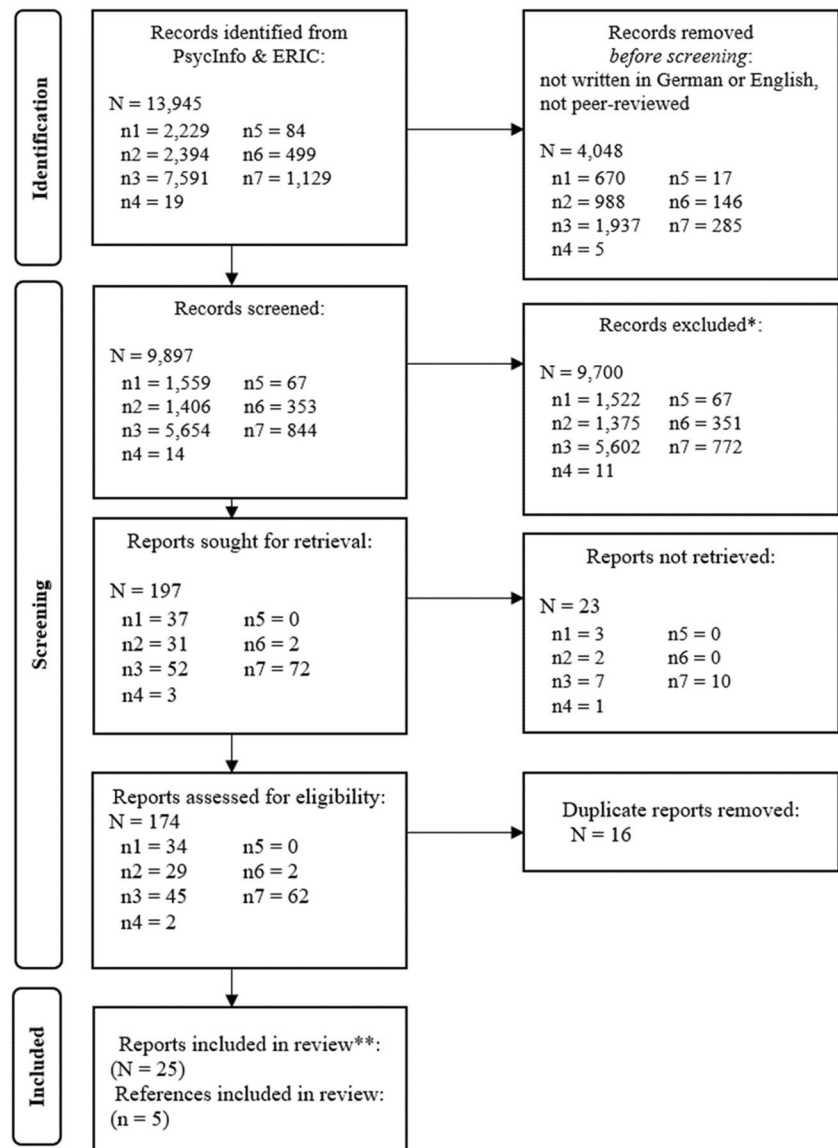 Identification
Records identified from
PsycInfo & ERIC:
N = 13,945
n1 = 2,229 n5 = 84
n2 = 2,394 n6 = 499
n3 = 7,591 n7 = 1,129
n4 = 19
Records removed
before screening:
not written in German or English,
not peer-reviewed
N = 4,048
n1 = 670 n5 = 17
n2 = 988 n6 = 146
n3 = 1,937 n7 = 285
n4 = 5
Screening
Records screened:
N = 9,897
n1 = 1,559 n5 = 67
n2 = 1,406 n6 = 353
n3 = 5,654 n7 = 844
n4 = 14
Records excluded*:
N = 9,700
n1 = 1,522 n5 = 67
n2 = 1,375 n6 = 351
n3 = 5,602 n7 = 772
n4 = 11
Reports sought for retrieval:
N = 197
n1 = 37 n5 = 0
n2 = 31 n6 = 2
n3 = 52 n7 = 72
n4 = 3
Reports not retrieved:
N = 23
n1 = 3 n5 = 0
n2 = 2 n6 = 0
n3 = 7 n7 = 10
n4 = 1
Reports assessed for eligibility:
N = 174
n1 = 34 n5 = 0
n2 = 29 n6 = 2
n3 = 45 n7 = 62
n4 = 2
Duplicate reports removed:
N = 16
Included
Reports included in review**:
(N = 25)
References included in review:
(n = 5)